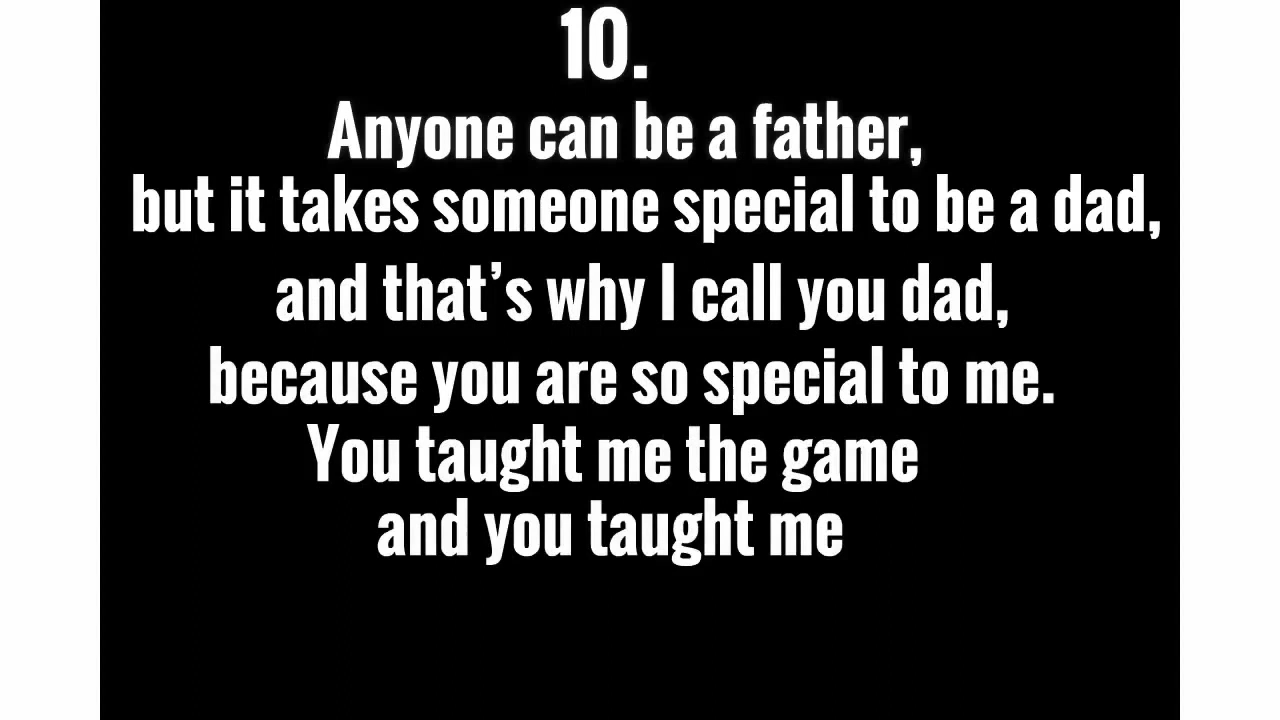 10.
Anyone can be a father,
but it takes someone special to be a dad,
and that’s why I call you dad,
because you are so special to me.
You taught me the game
and you taught me